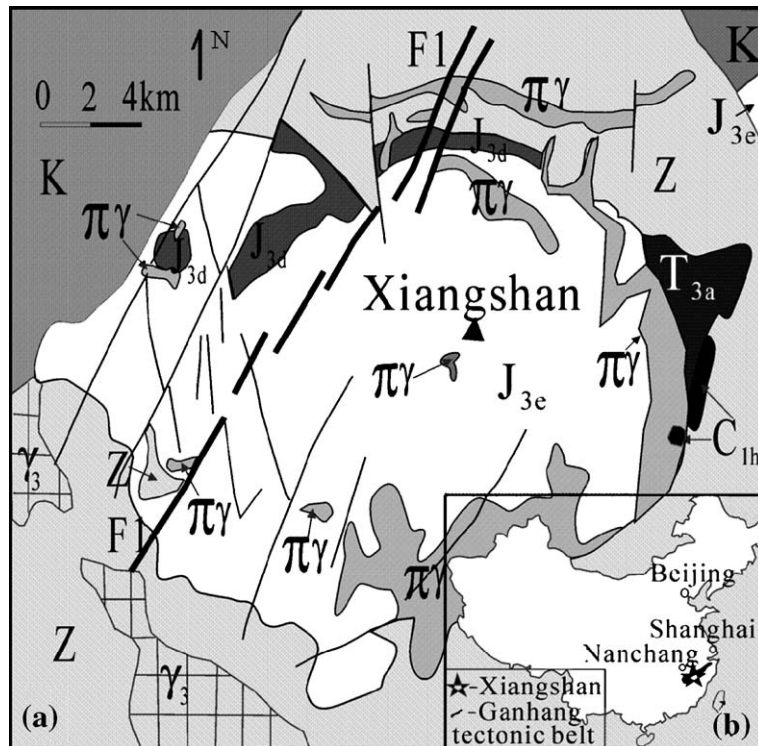 F1
N
K
0 2 4km
πγ
J3d
J3e
K
Z
πγ
πγ
J3d
J3d
T3a
Xiangshan
πγ
J3e
πγ
C1h
γ3
Z
πγ
πγ
πγ
F1
Z
γ3
Beijing
Shanghai
Nanchang
-Xiangshan
-Ganhang
tectonic belt
(a)
(b)